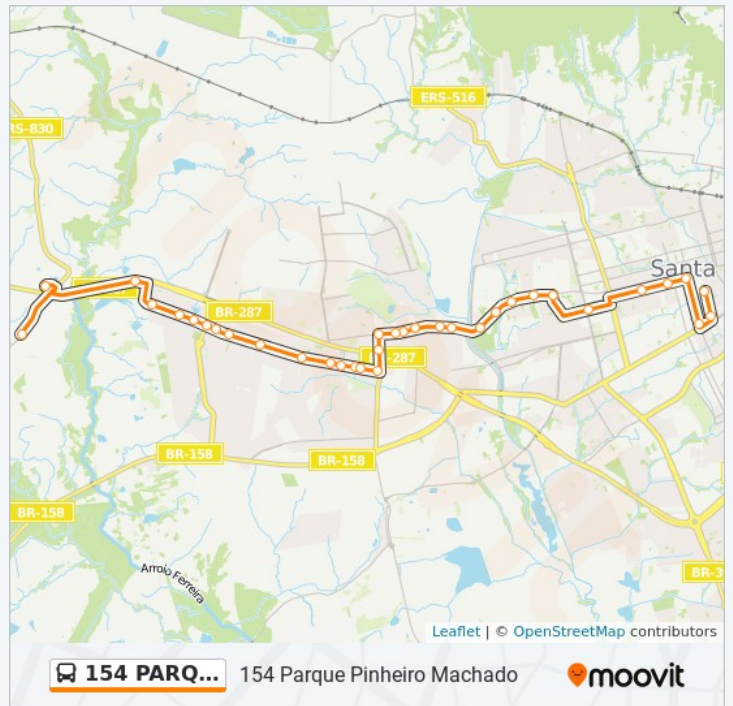 ERS-516
RS-830
Santa
BR-287
BR-287
BR-158
BR-158
BR-158
Arroio Ferreira
BR-3
Leaflet | © OpenStreetMap contributors
154 PARQ...
154 Parque Pinheiro Machado
moovit